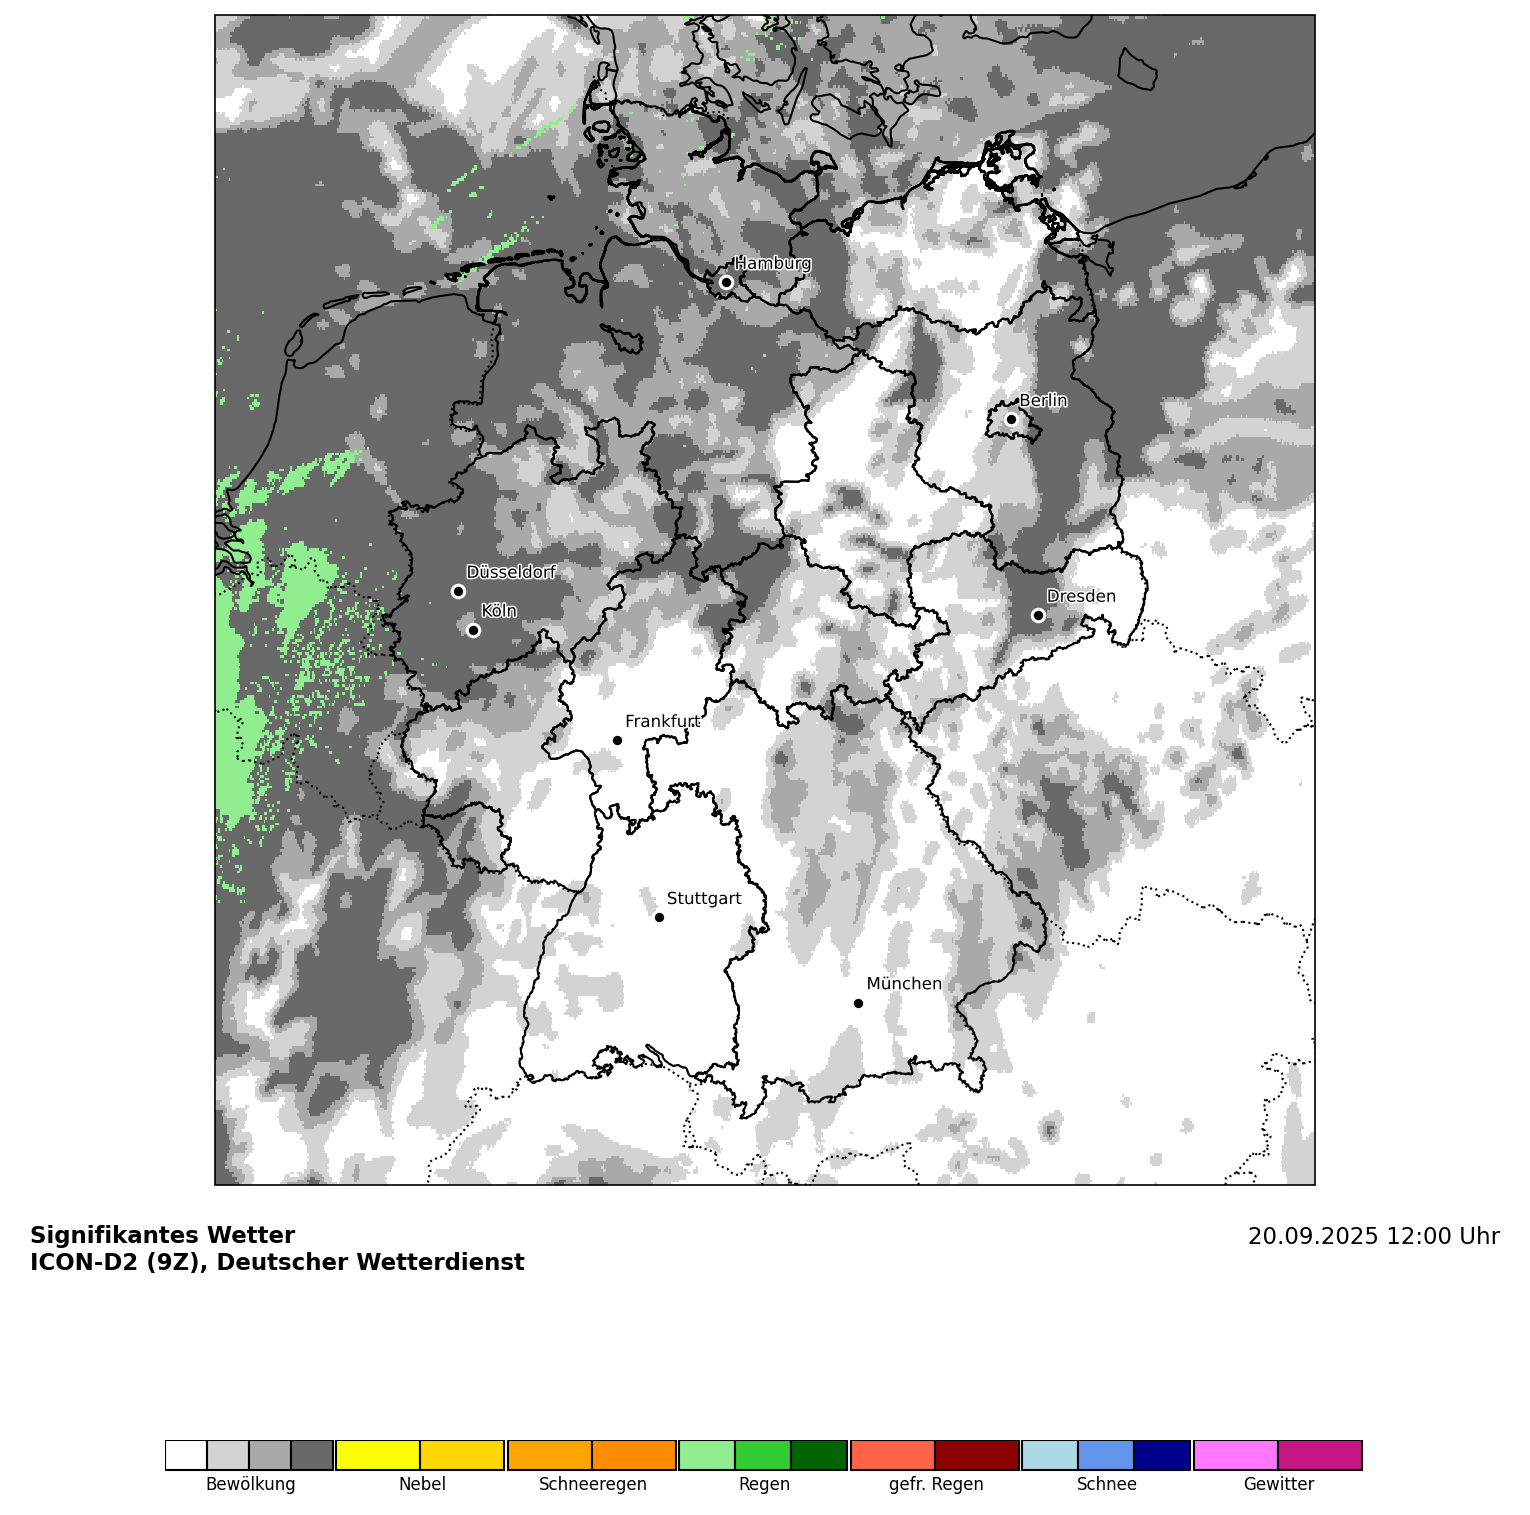 Hamburg
Berlin
Düsseldorf
Köln
Dresden
Frankfurt
Stuttgart
München
Signifikantes Wetter
ICON-D2 (9Z), Deutscher Wetterdienst
20.09.2025 12:00 Uhr
Bewölkung Nebel Schneeregen Regen gefr. Regen Schnee Gewitter